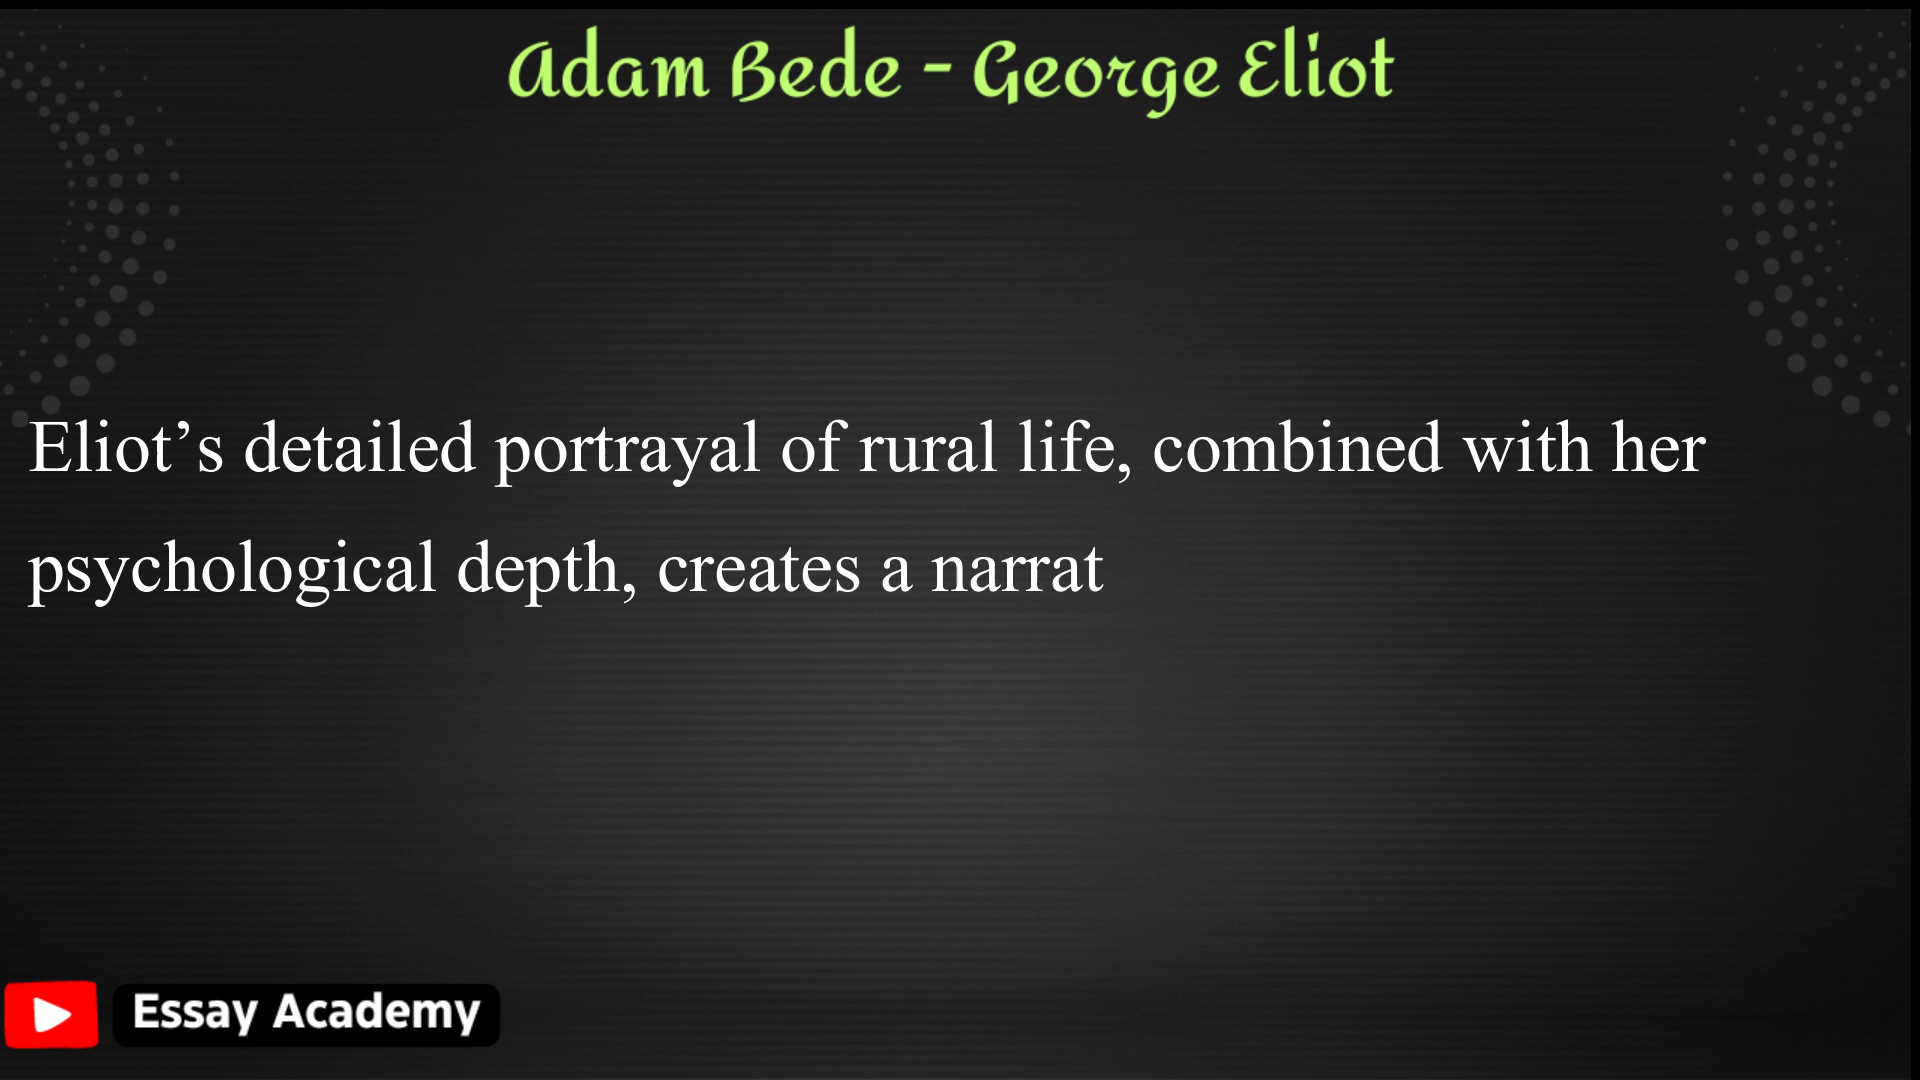 Adam Bede - George Eliot
Eliot’s detailed portrayal of rural life, combined with her
psychological depth, creates a narrat
Essay Academy